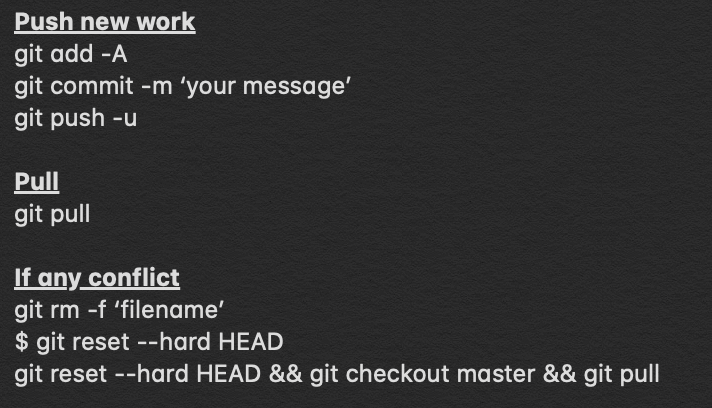 Push new work
git add -A
git commit -m ‘your message’
git push -u
Pull
git pull
If any conflict
git rm -f ‘filename’
$ git reset --hard HEAD
git reset --hard HEAD && git checkout master && git pull